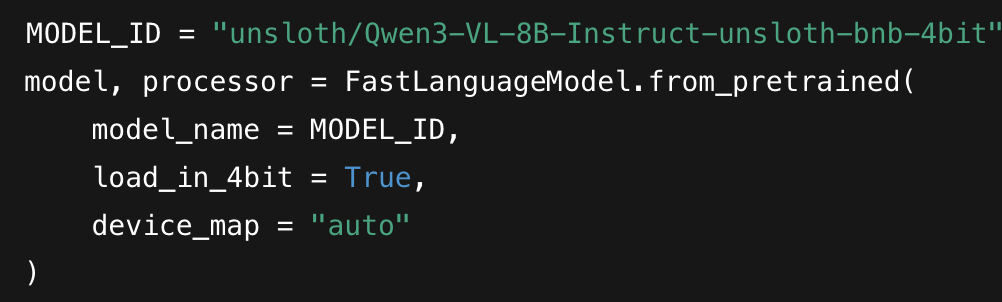 MODEL_ID = "unsloth/Qwen3-VL-8B-Instruct-unsloth-bnb-4bit"
model, processor = FastLanguageModel.from_pretrained(
    model_name = MODEL_ID,
    load_in_4bit = True,
    device_map = "auto"
)